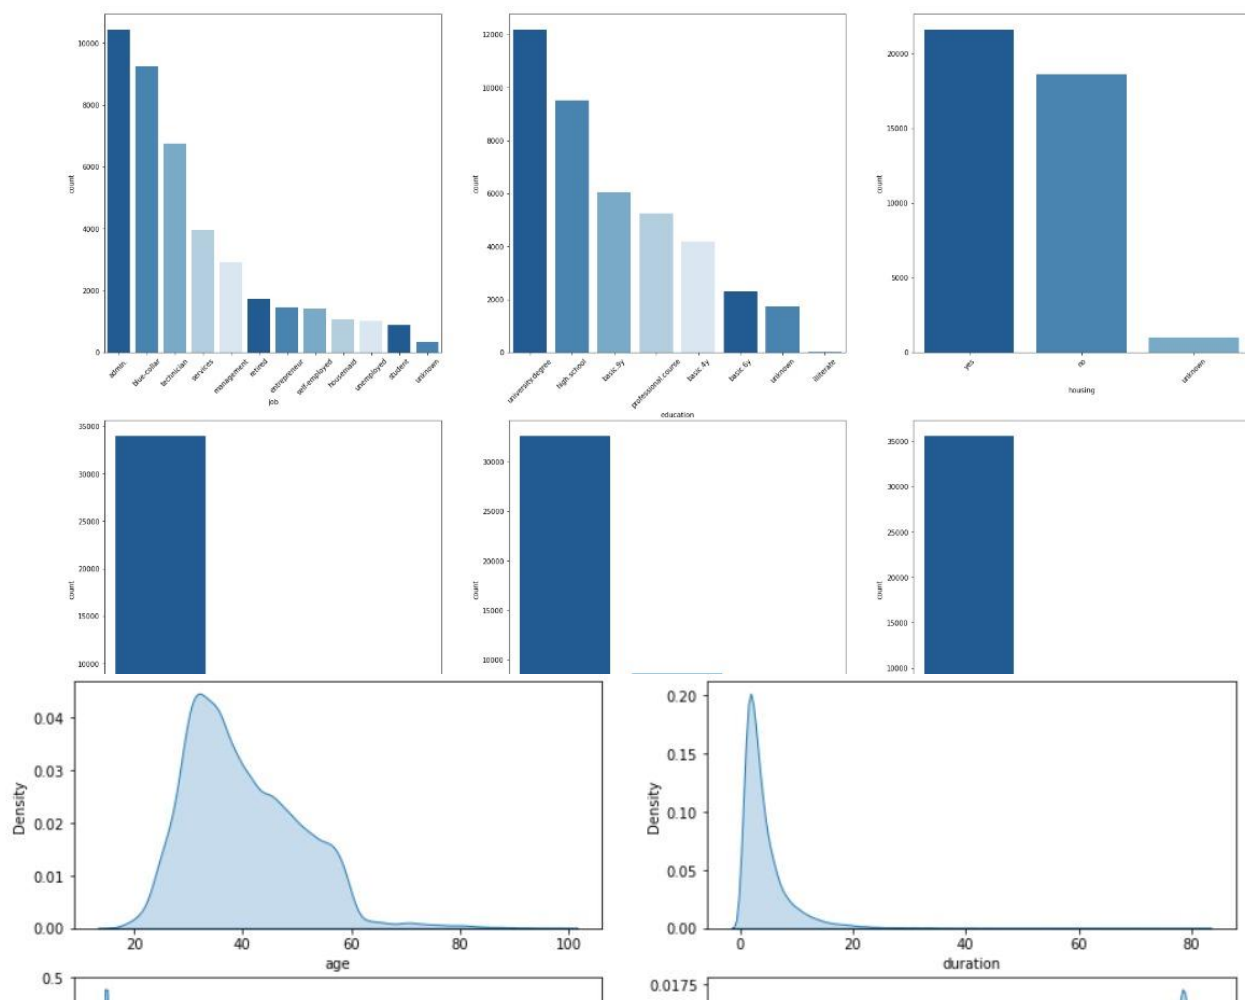 10000
8000
6000
4000
2000
0
count
admin.
blue-collar
technician
services
management
retired
entrepreneur
self-employed
housemaid
unemployed
student
unknown
job
12000
10000
8000
6000
4000
2000
0
count
university.degree
high.school
basic.9y
professional.course
basic.4y
basic.6y
unknown
illiterate
education
20000
15000
10000
5000
0
count
yes
no
unknown
housing
35000
30000
25000
20000
15000
10000
count
30000
25000
20000
15000
10000
count
35000
30000
25000
20000
15000
10000
count
0.04
0.03
0.02
0.01
0.00
Density
20 40 60 80 100
age
0.20
0.15
0.10
0.05
0.00
Density
0 20 40 60 80
duration
0.5
0.0175